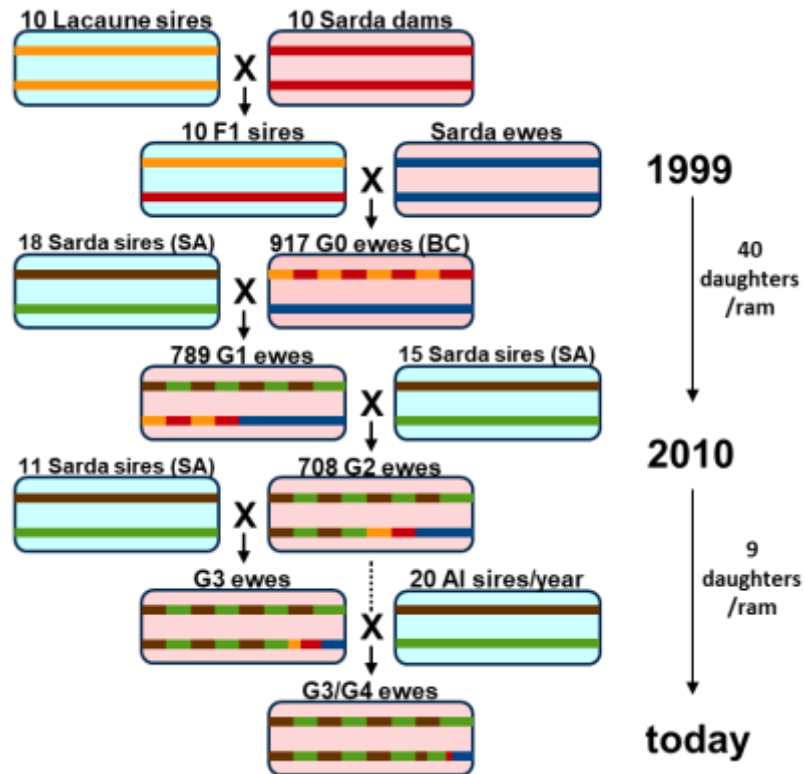 10 Lacaune sires
10 Sarda dams
X
10 F1 sires
Sarda ewes
1999
X
18 Sarda sires (SA)
917 G0 ewes (BC)
40
daughters
/ram
X
789 G1 ewes
15 Sarda sires (SA)
X
2010
11 Sarda sires (SA)
708 G2 ewes
X
9
daughters
/ram
G3 ewes
20 AI sires/year
X
G3/G4 ewes
today